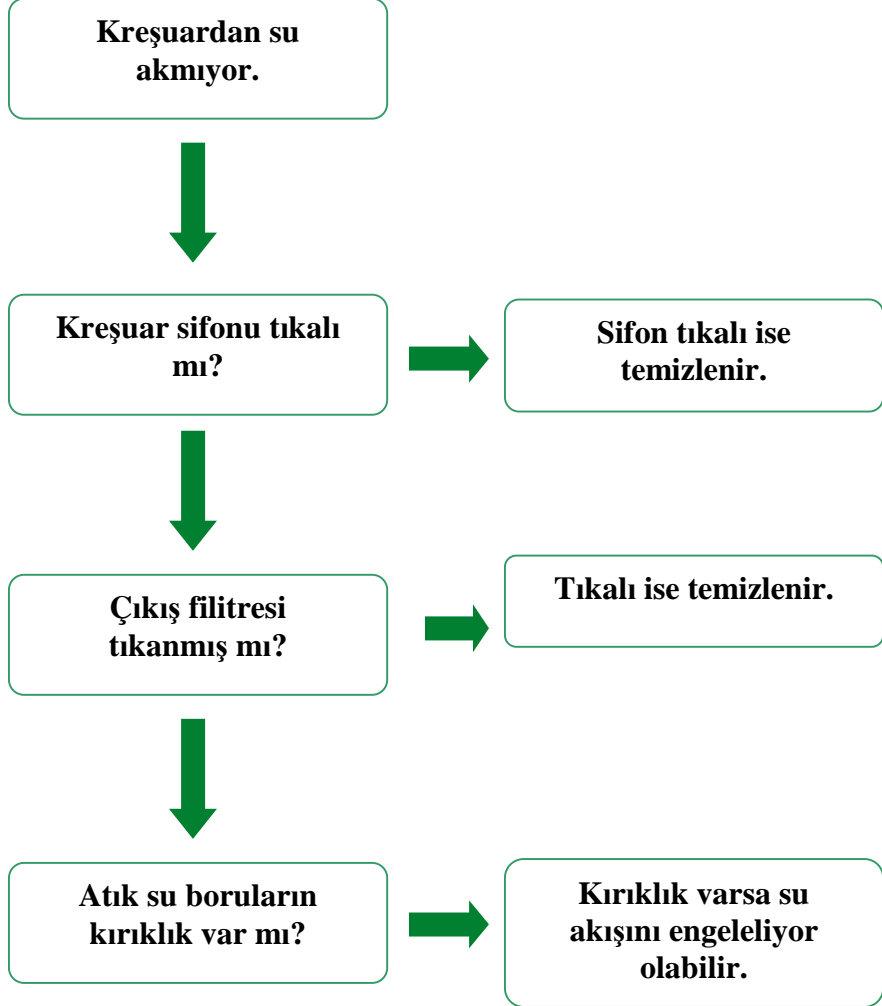 Kreşuardan su
akmıyor.
Kreşuar sifonu tıkalı
mı?
Sifon tıkalı ise
temizlenir.
Çıkış filitresi
tıkanmış mı?
Tıkalı ise temizlenir.
Atık su boruların
kırıklık var mı?
Kırıklık varsa su
akışını engeleliyor
olabilir.